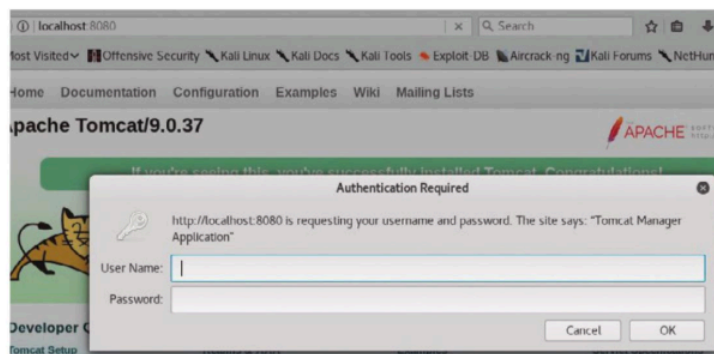 localhost:8080
Search
Most Visited Offensive Security Kali Linux Kali Docs Kali Tools Exploit-DB Aircrack-ng Kali Forums NetHun
Home Documentation Configuration Examples Wiki Mailing Lists
Apache Tomcat/9.0.37
APACHE
If you're seeing this, you've successfully installed Tomcat. Congratulations!
Authentication Required
http://localhost:8080 is requesting your username and password. The site says: "Tomcat Manager
Application"
User Name:
Password:
Cancel OK
Developer
Tomcat Setup